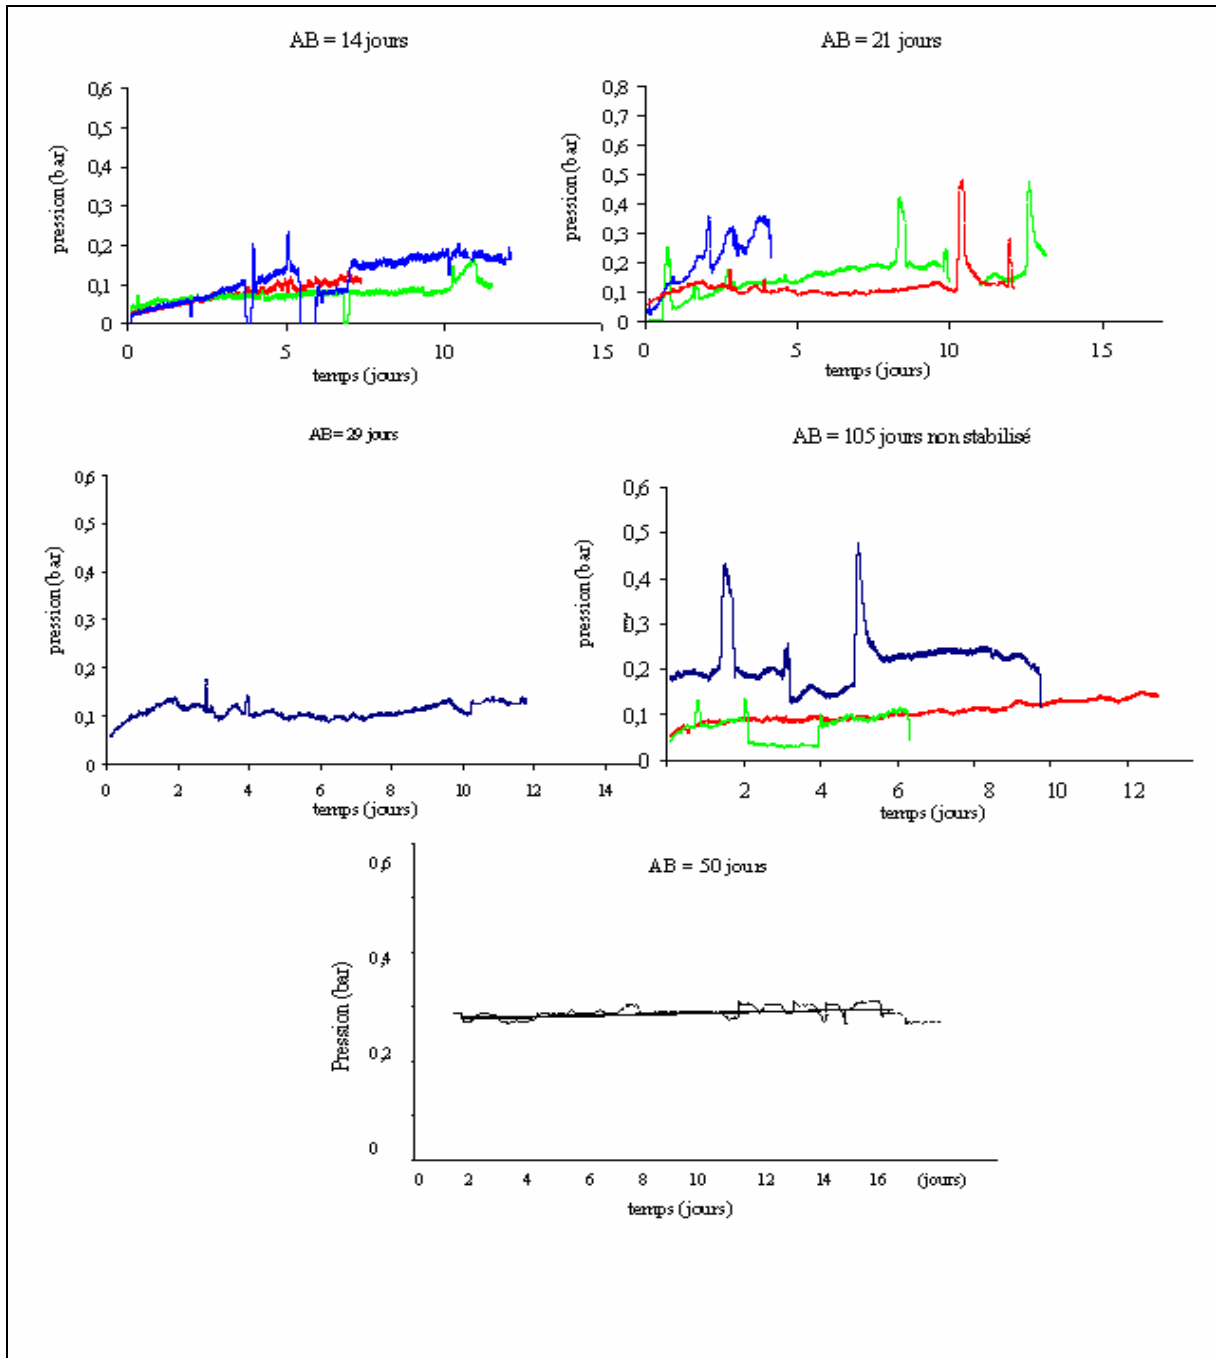 AB = 14 jours
0,6
0,5
0,4
0,3
0,2
0,1
0
pression (bar)
0 5 10 15
temps (jours)
AB = 21 jours
0,8
0,7
0,6
0,5
0,4
0,3
0,2
0,1
0
pression (bar)
0 5 10 15
temps (jours)
AB= 29 jours
0,6
0,5
0,4
0,3
0,2
0,1
0
pression (bar)
0 2 4 6 8 10 12 14
temps (jours)
AB = 105 jours non stabilisé
0,6
0,5
0,4
0,3
0,2
0,1
0
pression (bar)
2 4 6 8 10 12
temps (jours)
AB = 50 jours
0,6
0,4
0,2
0
Pression (bar)
0 2 4 6 8 10 12 14 16 (jours)
temps (jours)